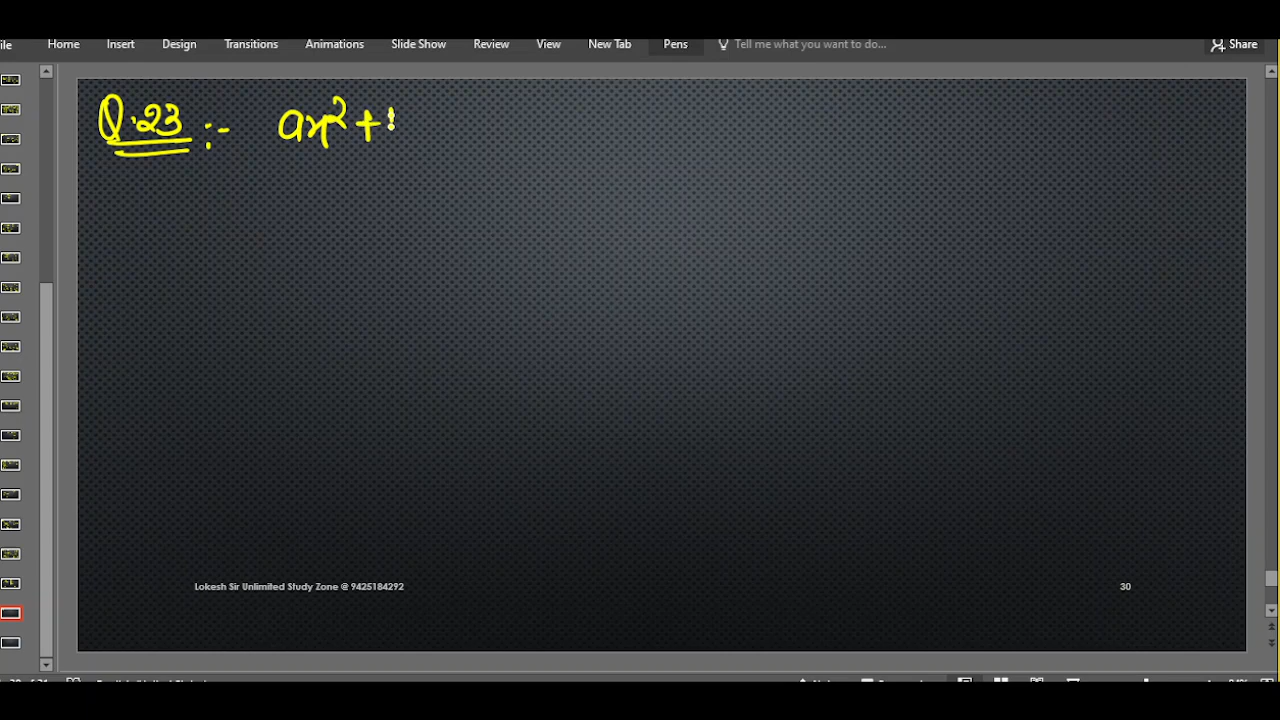 File Home Insert Design Transitions Animations Slide Show Review View New Tab Pens Tell me what you want to do... Share
Q.23 :- ax² +
Lokesh Sir Unlimited Study Zone @ 9425184292 30